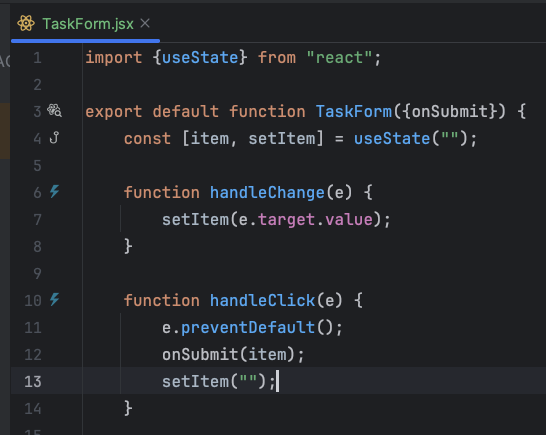 TaskForm.jsx
1 import {useState} from "react";
2
3 export default function TaskForm({onSubmit}) {
4 const [item, setItem] = useState("");
5
6 function handleChange(e) {
7 setItem(e.target.value);
8 }
9
10 function handleClick(e) {
11 e.preventDefault();
12 onSubmit(item);
13 setItem("");
14 }